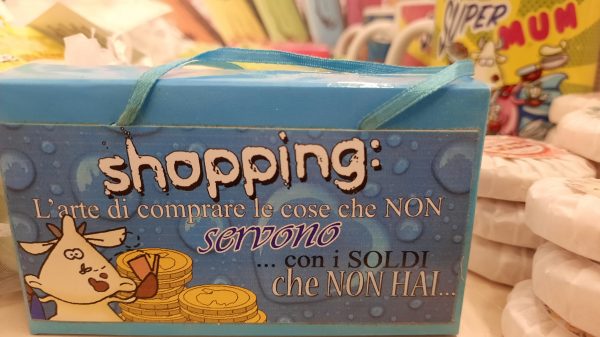 SUPER
MUM
shopping:
L'arte di comprare le cose che NON
servono
... con i SOLDI
che NON HAI...